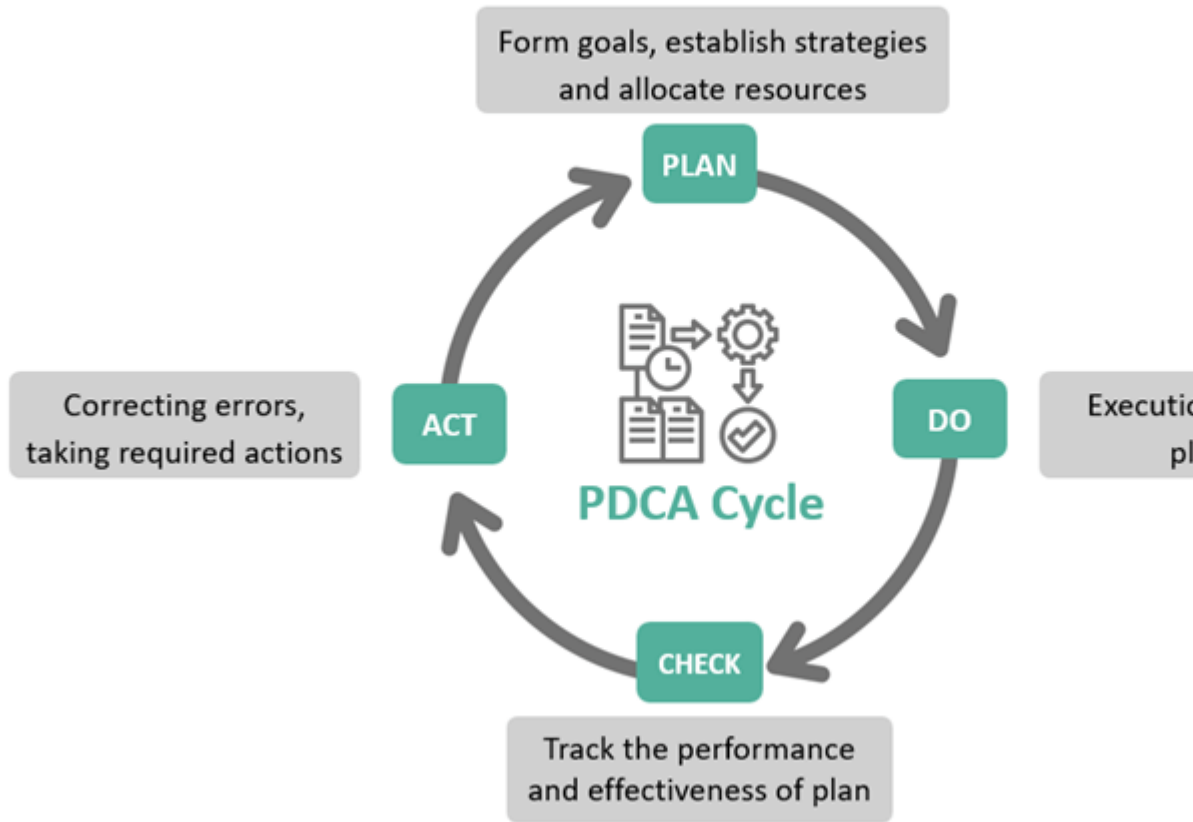 Form goals, establish strategies
and allocate resources
PLAN
Correcting errors,
taking required actions
ACT
PDCA Cycle
DO
CHECK
Track the performance
and effectiveness of plan